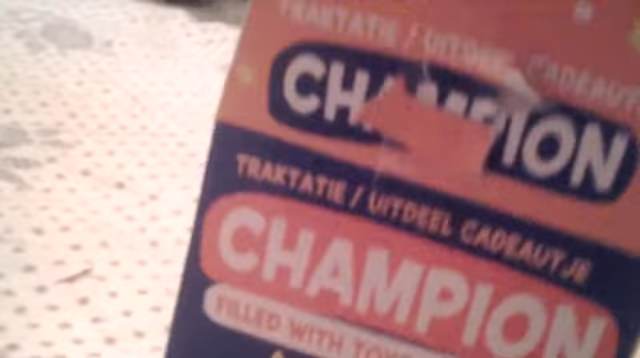 TRAKTATIE / UITDEEL CADEAUTJE
CHAMPION
TRAKTATIE / UITDEEL CADEAUTJE
CHAMPION
FILLED WITH